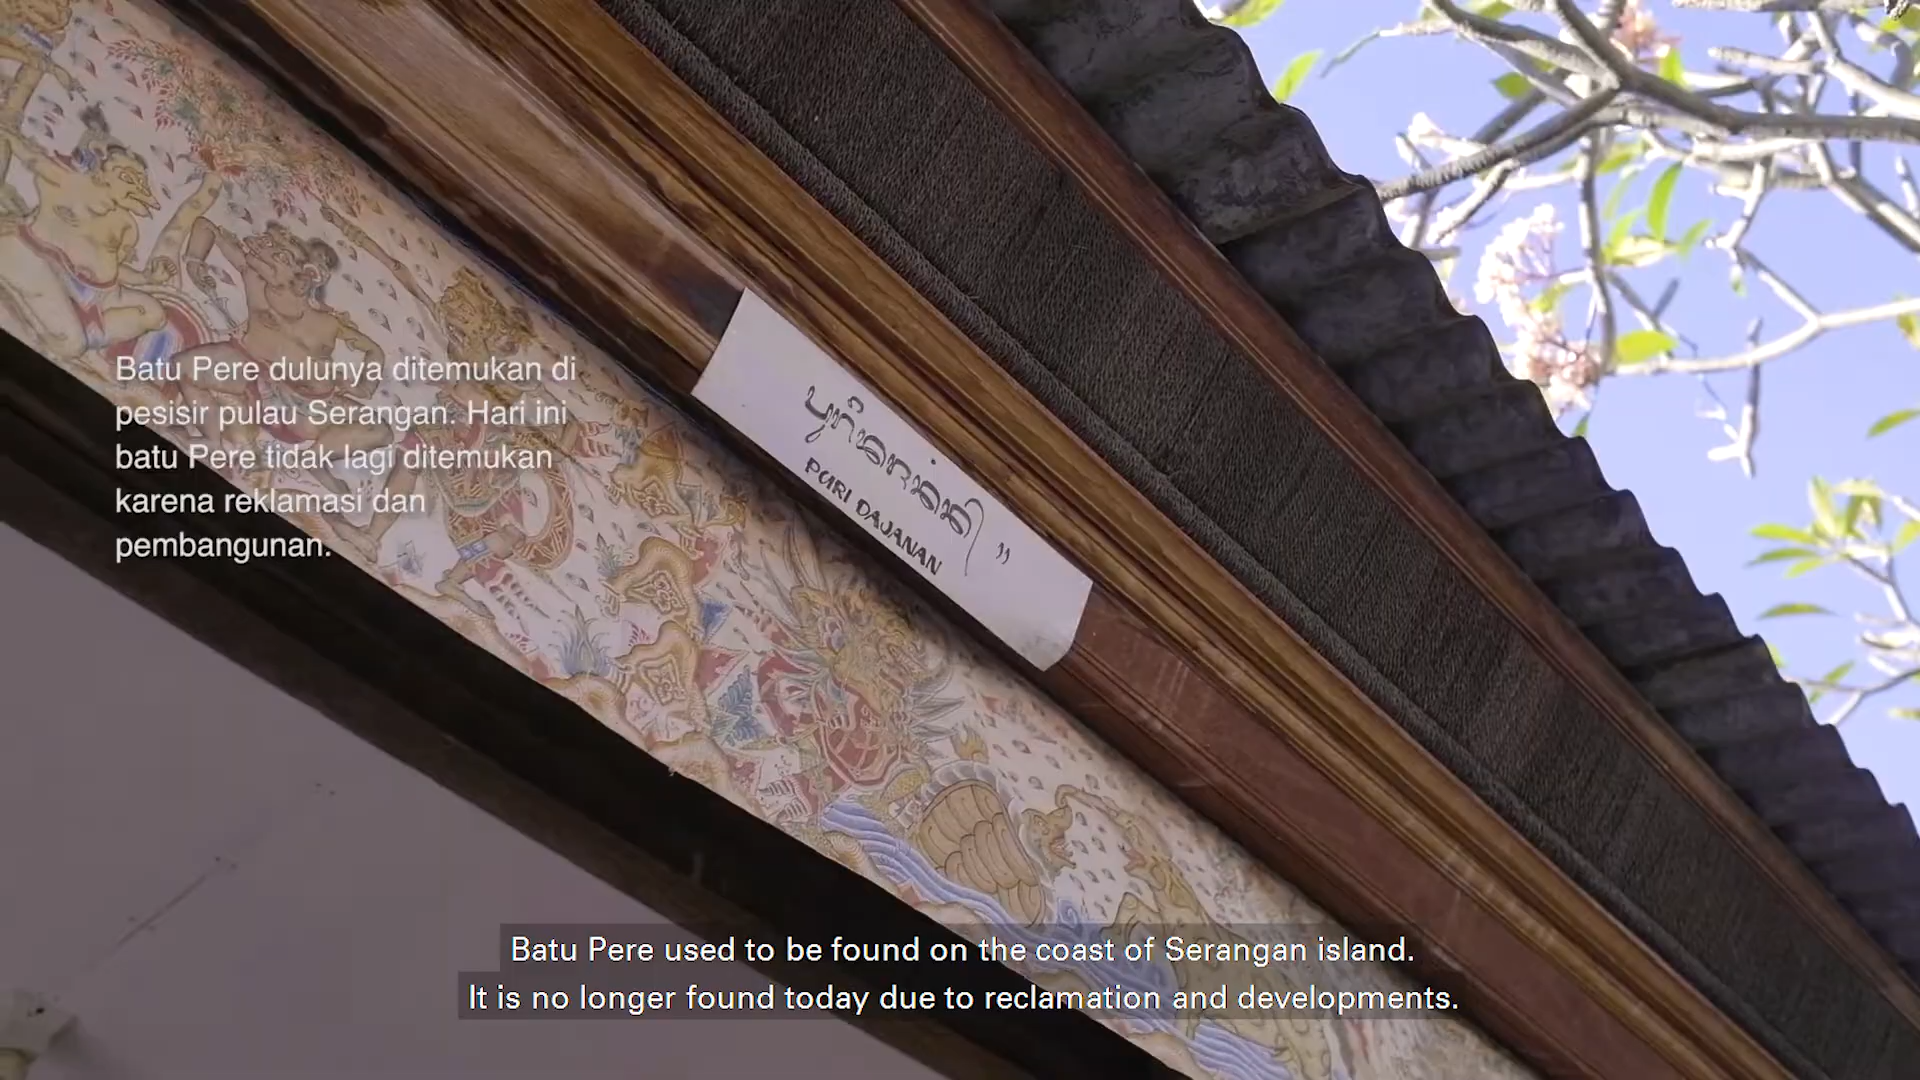 Batu Pere dulunya ditemukan di
pesisir pulau Serangan. Hari ini
batu Pere tidak lagi ditemukan
karena reklamasi dan
pembangunan.
PURI DAJANAN
Batu Pere used to be found on the coast of Serangan island.
It is no longer found today due to reclamation and developments.